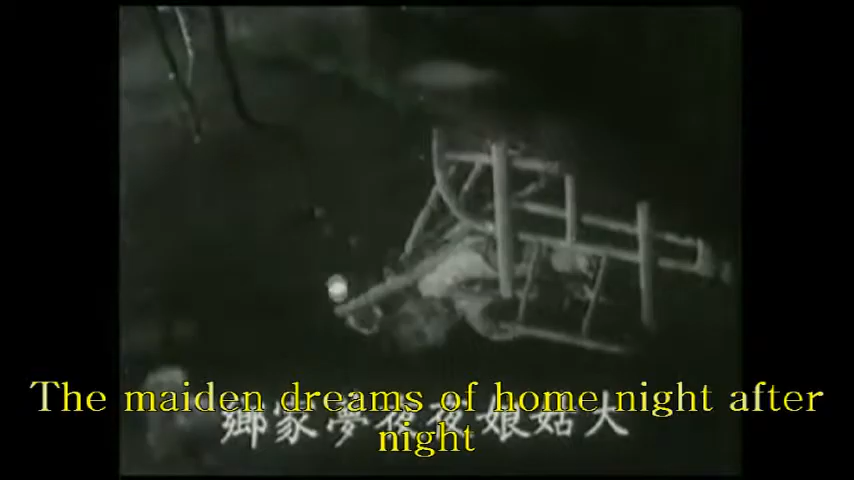 The maiden dreams of home night after
night
大姑娘夜夜夢家鄉